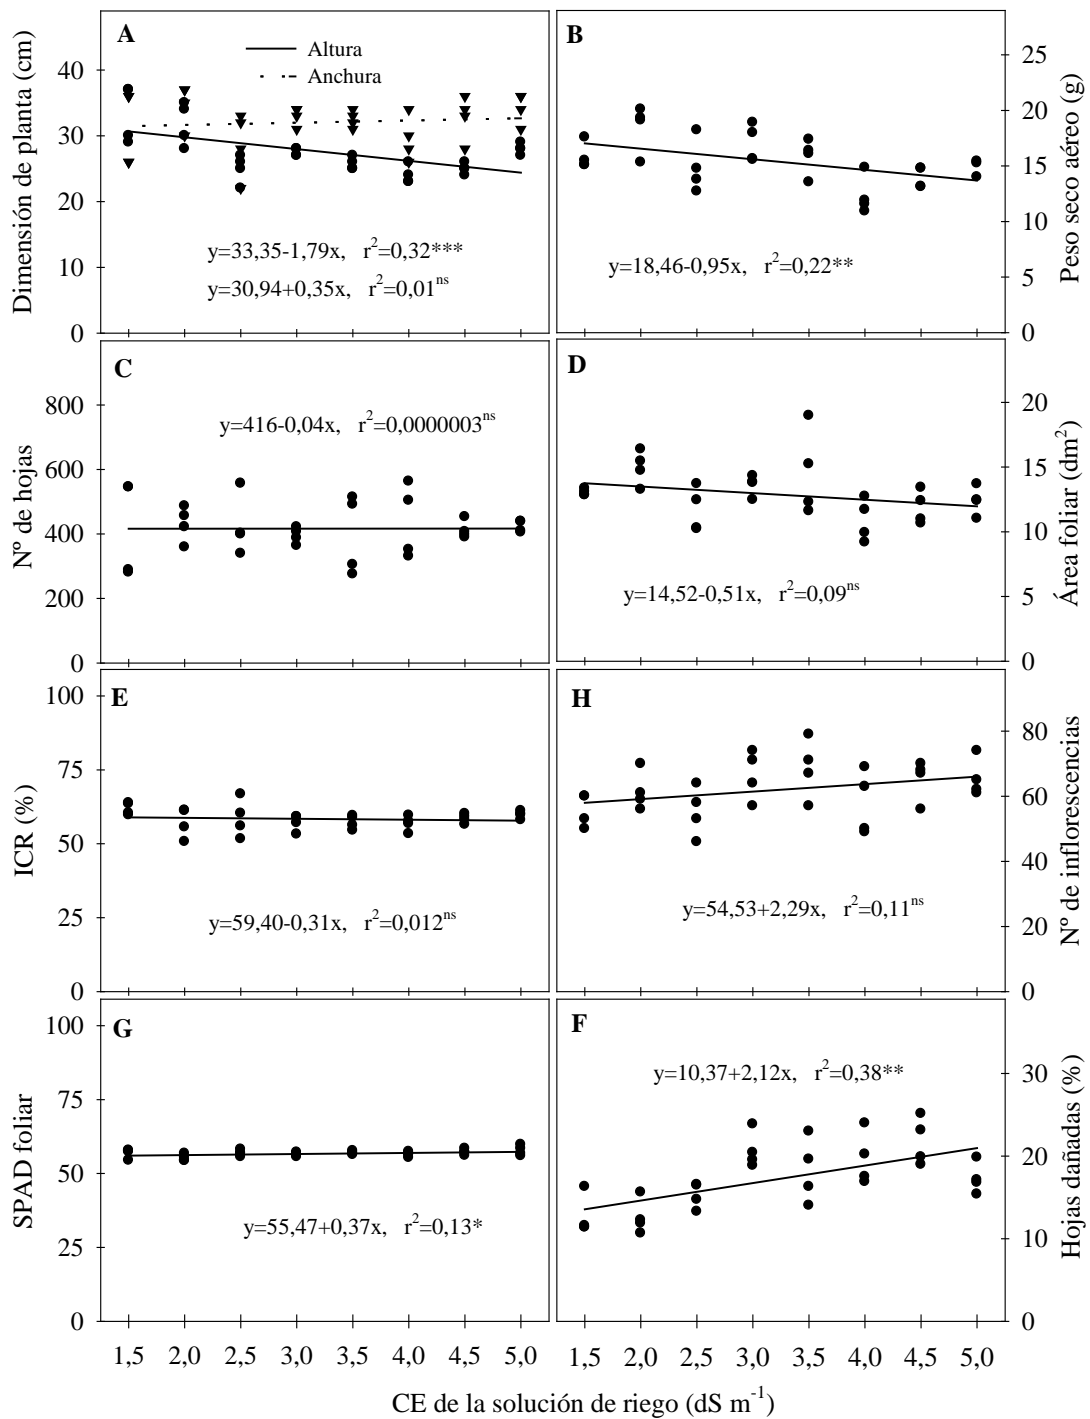 A
Altura
Anchura
Dimensión de planta (cm)
40
30
20
10
0
y=33,35-1,79x, r²=0,32***
y=30,94+0,35x, r²=0,01ⁿˢ
B
Peso seco aéreo (g)
25
20
15
10
5
0
y=18,46-0,95x, r²=0,22**
C
Nº de hojas
800
600
400
200
0
y=416-0,04x, r²=0,0000003ⁿˢ
D
Área foliar (dm²)
20
15
10
5
0
y=14,52-0,51x, r²=0,09ⁿˢ
E
ICR (%)
100
75
50
25
0
y=59,40-0,31x, r²=0,012ⁿˢ
H
Nº de inflorescencias
80
60
40
20
0
y=54,53+2,29x, r²=0,11ⁿˢ
G
SPAD foliar
100
75
50
25
0
y=55,47+0,37x, r²=0,13*
F
Hojas dañadas (%)
30
20
10
0
y=10,37+2,12x, r²=0,38**
1,5 2,0 2,5 3,0 3,5 4,0 4,5 5,0
1,5 2,0 2,5 3,0 3,5 4,0 4,5 5,0
CE de la solución de riego (dS m⁻¹)